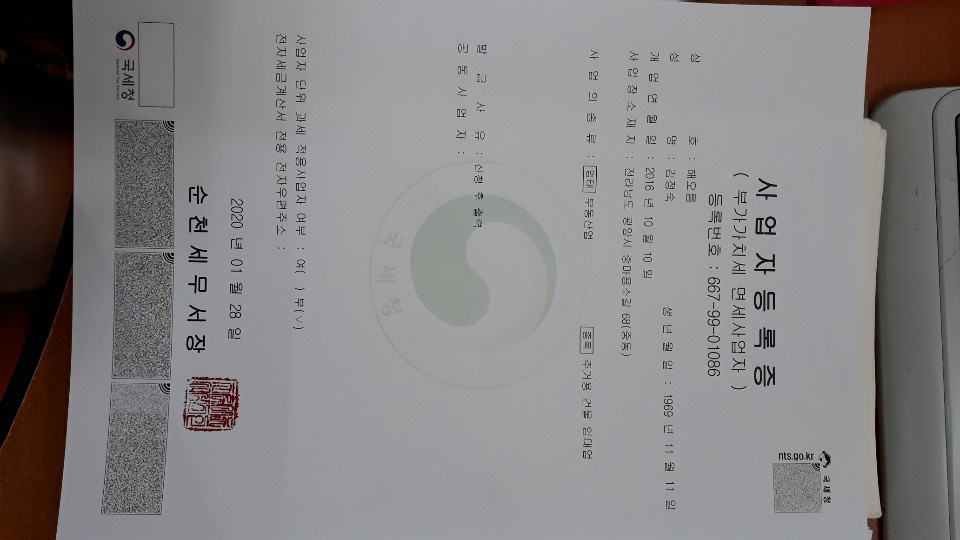 nts.go.kr 국세청
사업자등록증
( 부가가치세 면세사업자 )
등록번호 : 667-99-01086
상 호 : 해오름
성 명 : 김정숙 생 년 월 일 : 1969 년 11 월 11 일
개 업 연 월 일 : 2016 년 10 월 10 일
사 업 장 소 재 지 : 전라남도 광양시 중마용소길 68(중동)
사 업 의 종 류 : 업태 부동산업 종목 주거용 건물 임대업
발 급 사 유 : 신청 후 출력
공 동 사 업 자 :
사업자 단위 과세 적용사업자 여부 : 여( ) 부(∨)
전자세금계산서 전용 전자우편주소 :
2020 년 01 월 28 일
순 천 세 무 서 장
국세청
국세청